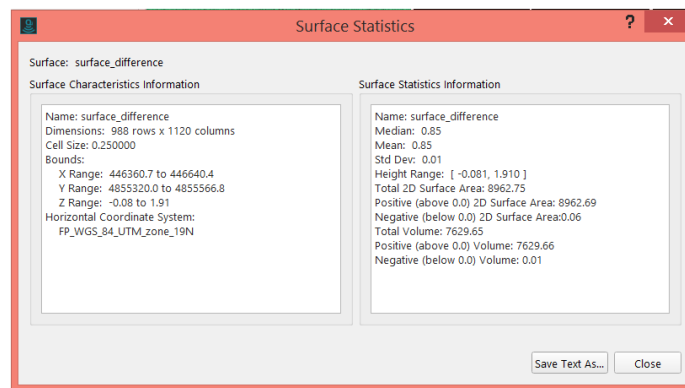 Surface Statistics
? ×
Surface: surface_difference
Surface Characteristics Information
Name: surface_difference
Dimensions: 988 rows x 1120 columns
Cell Size: 0.250000
Bounds:
X Range: 446360.7 to 446640.4
Y Range: 4855320.0 to 4855566.8
Z Range: -0.08 to 1.91
Horizontal Coordinate System:
FP_WGS_84_UTM_zone_19N
Surface Statistics Information
Name: surface_difference
Median: 0.85
Mean: 0.85
Std Dev: 0.01
Height Range: [ -0.081, 1.910 ]
Total 2D Surface Area: 8962.75
Positive (above 0.0) 2D Surface Area: 8962.69
Negative (below 0.0) 2D Surface Area:0.06
Total Volume: 7629.65
Positive (above 0.0) Volume: 7629.66
Negative (below 0.0) Volume: 0.01
Save Text As...
Close